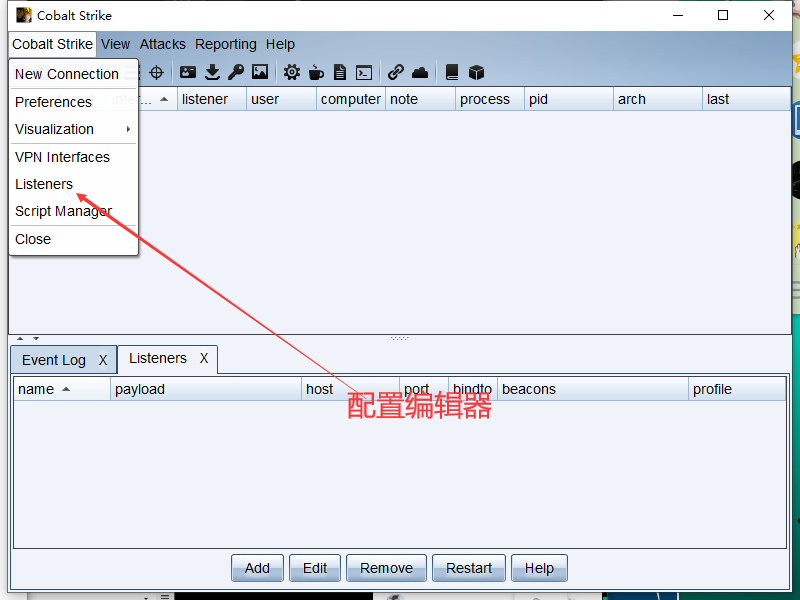 Cobalt Strike
Cobalt Strike View Attacks Reporting Help
New Connection
Preferences
Visualization
VPN Interfaces
Listeners
Script Manager
Close
listener user computer note process pid arch last
Event Log X Listeners X
name payload host port bindto beacons profile
配置编辑器
Add Edit Remove Restart Help